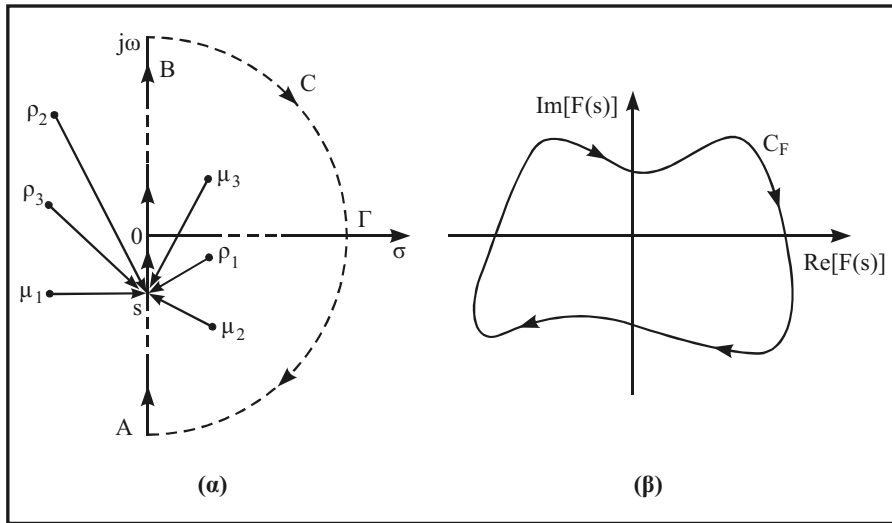 jω
B
C
ρ2
μ3
ρ3
0
Γ
σ
ρ1
μ1
s
μ2
A
(α)
Im[F(s)]
CF
Re[F(s)]
(β)